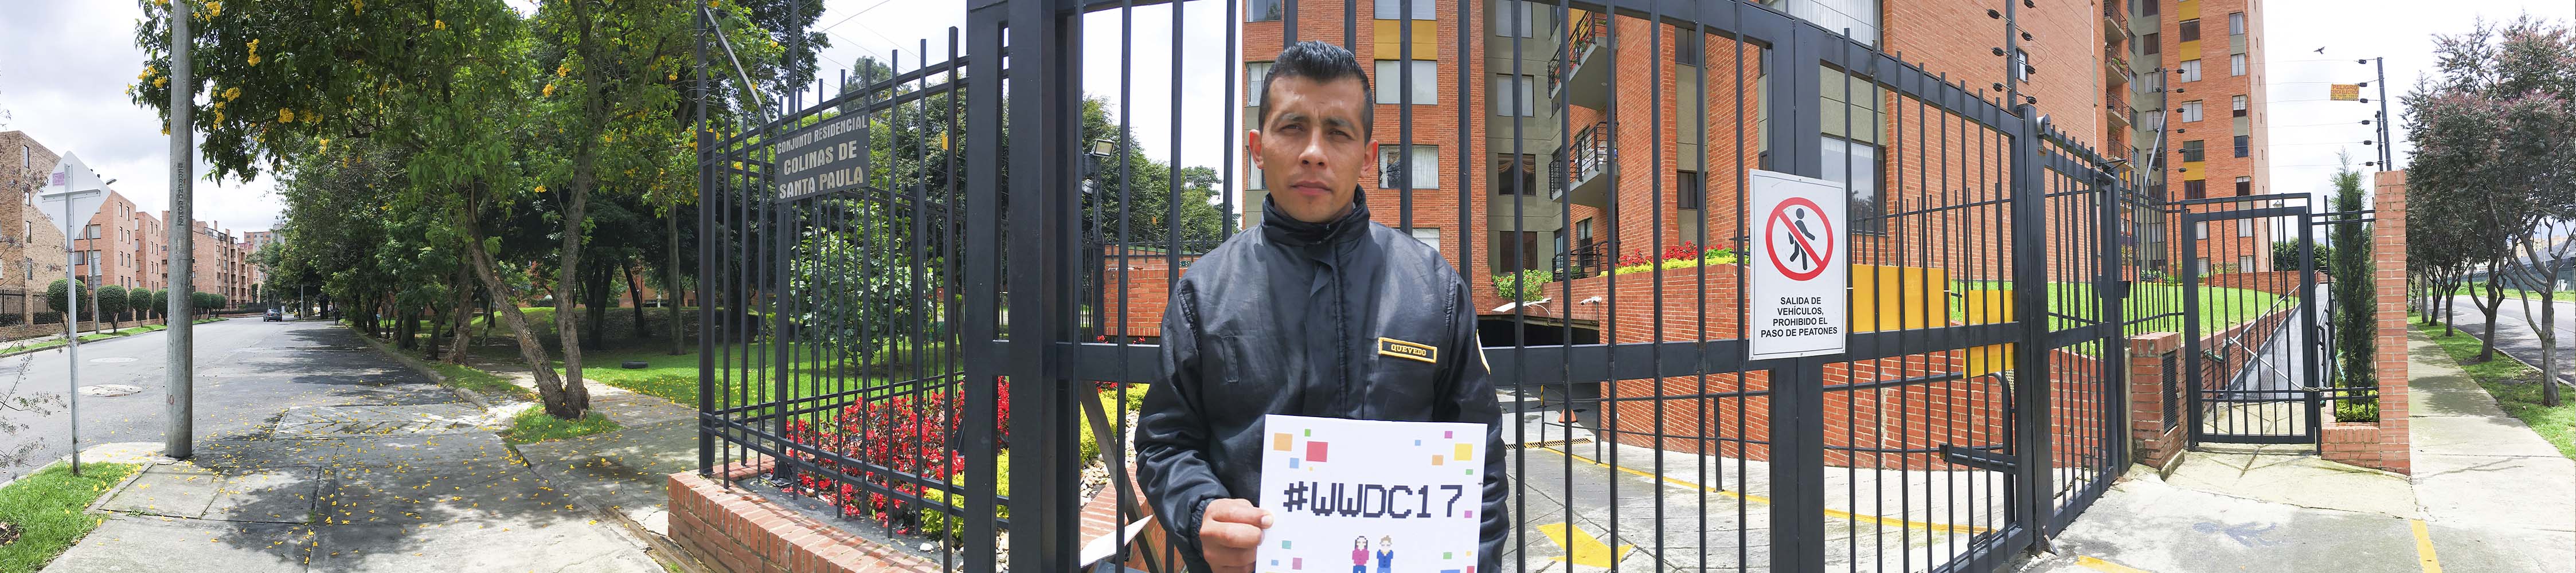 CONJUNTO RESIDENCIAL
COLINAS DE
SANTA PAULA
QUEVEDO
#WWDC17
SALIDA DE
VEHÍCULOS,
PROHIBIDO EL
PASO DE PEATONES